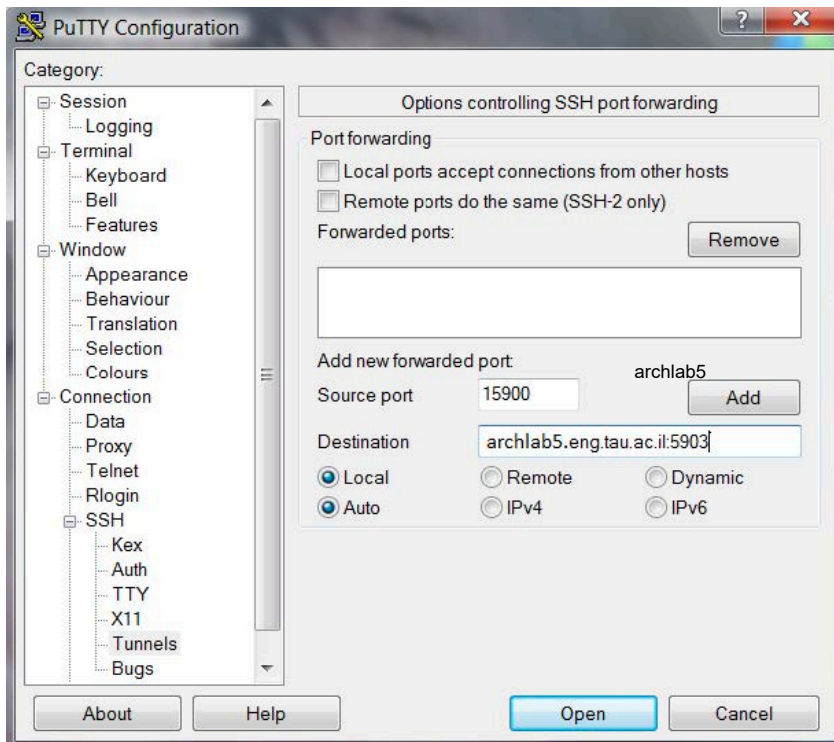 PuTTY Configuration
?
X
Category:
Session
Logging
Terminal
Keyboard
Bell
Features
Window
Appearance
Behaviour
Translation
Selection
Colours
Connection
Data
Proxy
Telnet
Rlogin
SSH
Kex
Auth
TTY
X11
Tunnels
Bugs
Options controlling SSH port forwarding
Port forwarding
Local ports accept connections from other hosts
Remote ports do the same (SSH-2 only)
Forwarded ports:
Remove
Add new forwarded port:
archlab5
Source port 15900 Add
Destination archlab5.eng.tau.ac.il:5903
Local Remote Dynamic
Auto IPv4 IPv6
About Help Open Cancel